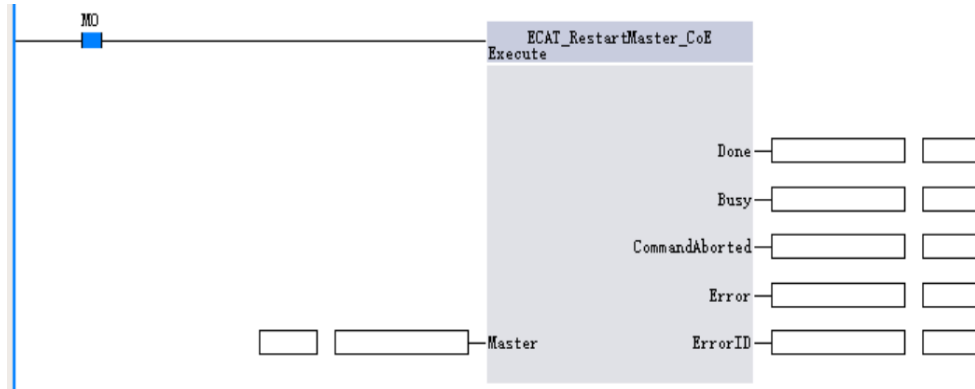 M0
ECAT_RestartMaster_CoE
Execute
Done
Busy
CommandAborted
Error
Master
ErrorID